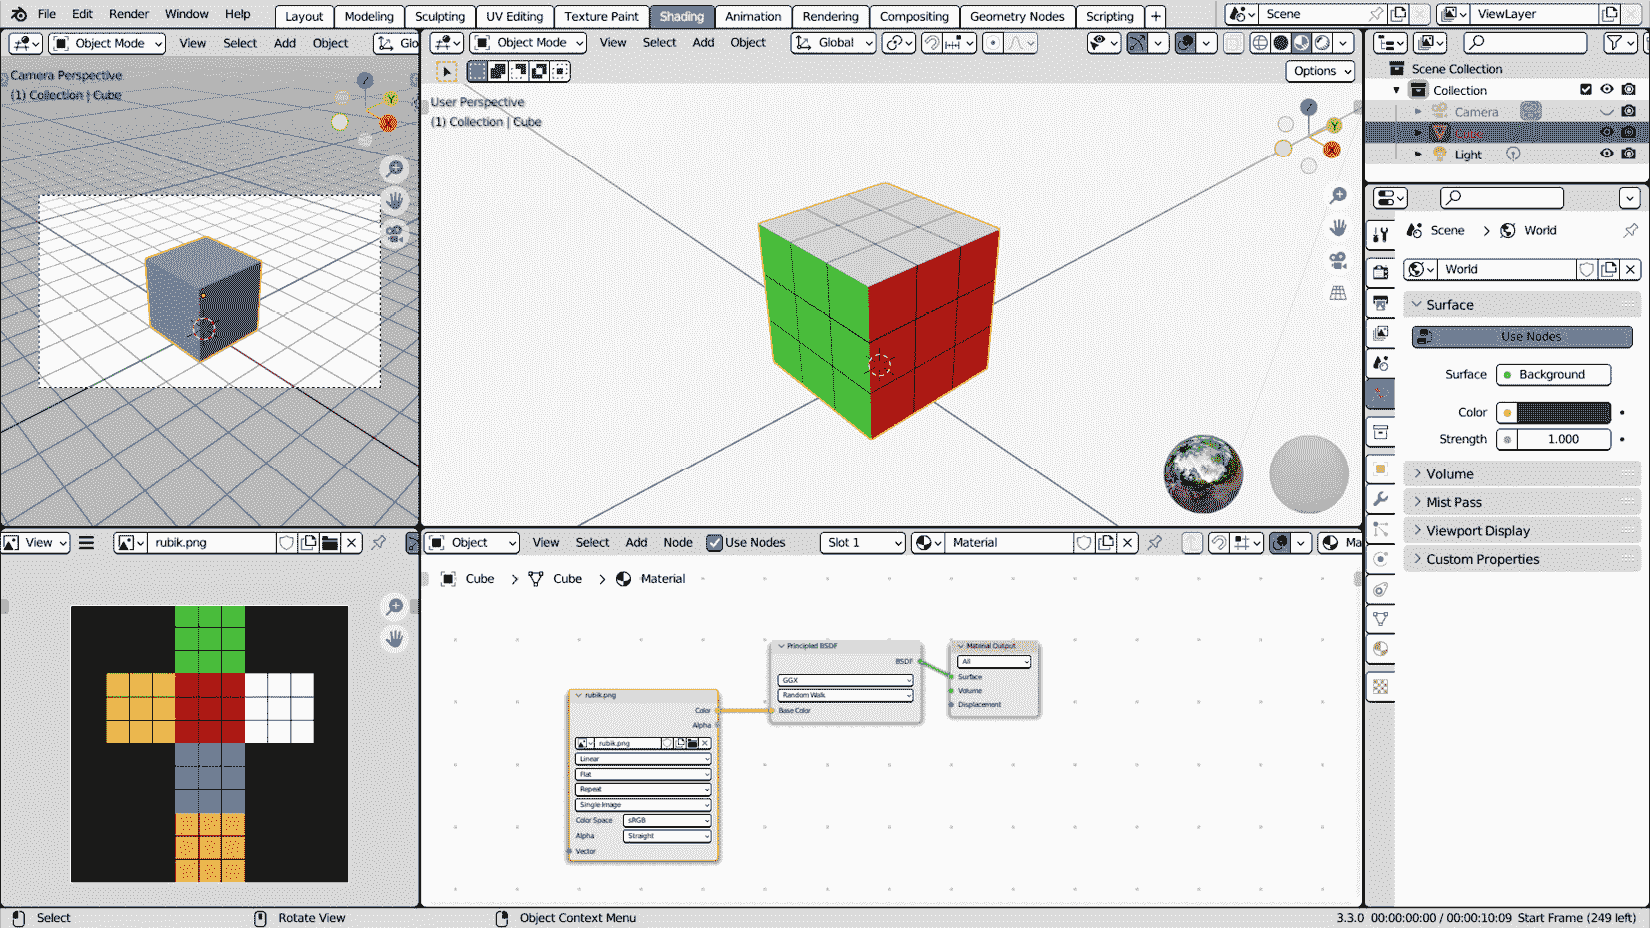 File Edit Render Window Help Layout Modeling Sculpting UV Editing Texture Paint Shading Animation Rendering Compositing Geometry Nodes Scripting + Scene ViewLayer
Object Mode View Select Add Object Glo
Camera Perspective
(1) Collection | Cube
Object Mode View Select Add Object Global
Options
User Perspective
(1) Collection | Cube
Y
X
Y
X
Scene Collection
Collection
Camera
Cube
Light
Scene > World
World
Surface
Use Nodes
Surface Background
Color
Strength 1.000
Volume
Mist Pass
Viewport Display
Custom Properties
View rubik.png
Object View Select Add Node Use Nodes Slot 1 Material Ma
Cube > Cube > Material
rubik.png
Color
Alpha
rubik.png
Linear
Flat
Repeat
Single Image
Color Space sRGB
Alpha Straight
Vector
Principled BSDF
BSDF
GGX
Random Walk
Base Color
Material Output
All
Surface
Volume
Displacement
Select Rotate View Object Context Menu 3.3.0 00:00:00:00 / 00:00:10:09 Start Frame (249 left)